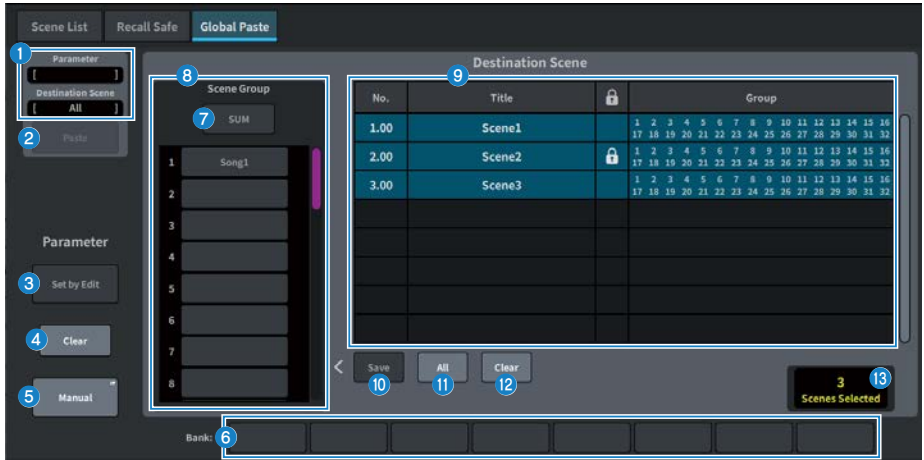 Scene List Recall Safe Global Paste
1
Parameter
[ ]
Destination Scene
[ All ]
2 Paste
Parameter
3 Set by Edit
4 Clear
5 Manual
8
Scene Group
7 SUM
1 Song1
2
3
4
5
6
7
8
Destination Scene
9
No. Title Group
1.00 Scene1 1 2 3 4 5 6 7 8 9 10 11 12 13 14 15 16
17 18 19 20 21 22 23 24 25 26 27 28 29 30 31 32
2.00 Scene2 1 2 3 4 5 6 7 8 9 10 11 12 13 14 15 16
17 18 19 20 21 22 23 24 25 26 27 28 29 30 31 32
3.00 Scene3 1 2 3 4 5 6 7 8 9 10 11 12 13 14 15 16
17 18 19 20 21 22 23 24 25 26 27 28 29 30 31 32
< Save All Clear
10 11 12
3 13
Scenes Selected
Bank: 6